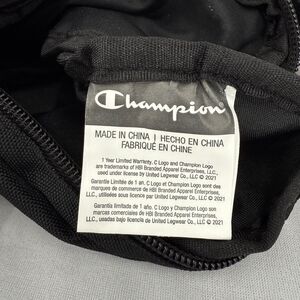 Champion
MADE IN CHINA | HECHO EN CHINA
FABRIQUÉ EN CHINE
1 Year Limited Warranty. C Logo and Champion Logo
are trademarks of HBI Branded Apparel Enterprises, LLC.,
used under license by United Legwear Co., LLC © 2021
Garantie Limitée de 1 an. C Logo y Champion Logo sont des
marques de commerce de HBI Branded Apparel Enterprises,
LLC., utilisées sous licence par United Legwear Co., LLC © 2021
Garantía limitada de 1 año. C Logo y Champion Logo son
marcas comerciales de HBI Branded Apparel Enterprises,
LLC., usadas bajo licencia de United Legwear Co., LLC © 2021